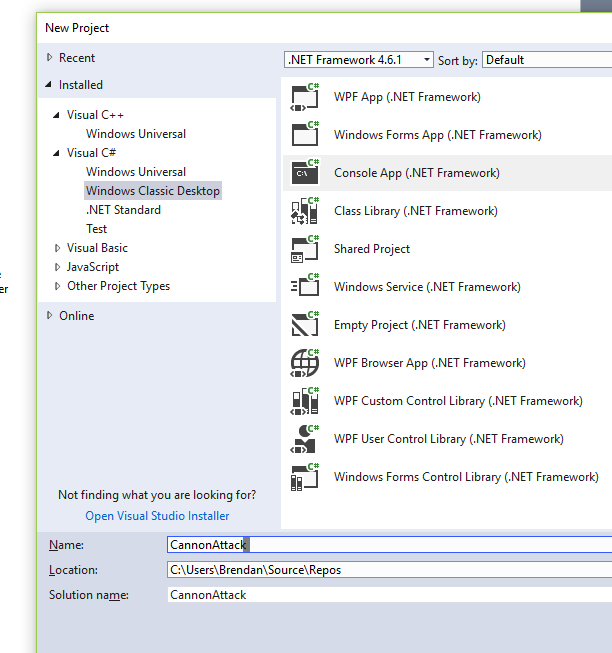 New Project
Recent
.NET Framework 4.6.1 Sort by: Default
Installed
Visual C++
Windows Universal
Visual C#
Windows Universal
Windows Classic Desktop
.NET Standard
Test
Visual Basic
JavaScript
Other Project Types
Online
C# WPF App (.NET Framework)
C# Windows Forms App (.NET Framework)
C# C:\ Console App (.NET Framework)
C# Class Library (.NET Framework)
C# Shared Project
C# Windows Service (.NET Framework)
C# Empty Project (.NET Framework)
C# WPF Browser App (.NET Framework)
C# WPF Custom Control Library (.NET Framework)
C# WPF User Control Library (.NET Framework)
C# Windows Forms Control Library (.NET Framework)
Not finding what you are looking for?
Open Visual Studio Installer
Name: CannonAttack
Location: C:\Users\Brendan\Source\Repos
Solution name: CannonAttack